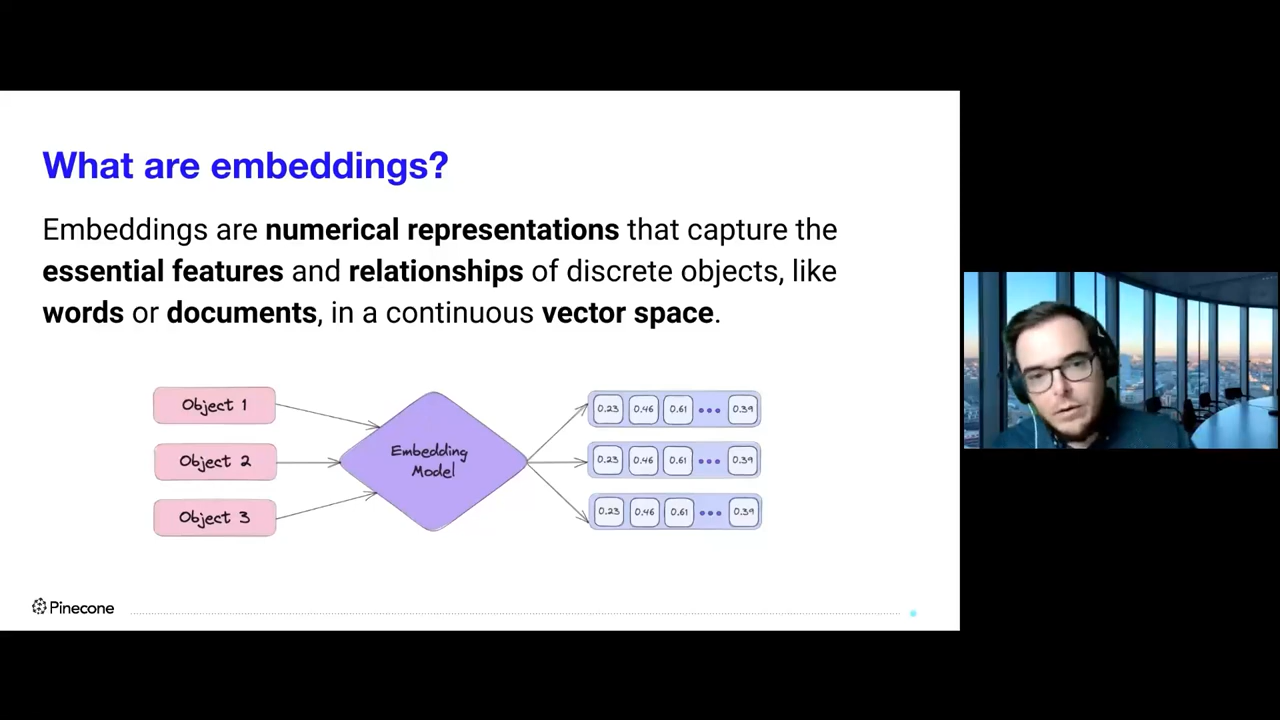 What are embeddings?
Embeddings are numerical representations that capture the
essential features and relationships of discrete objects, like
words or documents, in a continuous vector space.
Object 1
Object 2
Object 3
Embedding
Model
0.23 0.46 0.61 ... 0.39
0.23 0.46 0.61 ... 0.39
0.23 0.46 0.61 ... 0.39
Pinecone